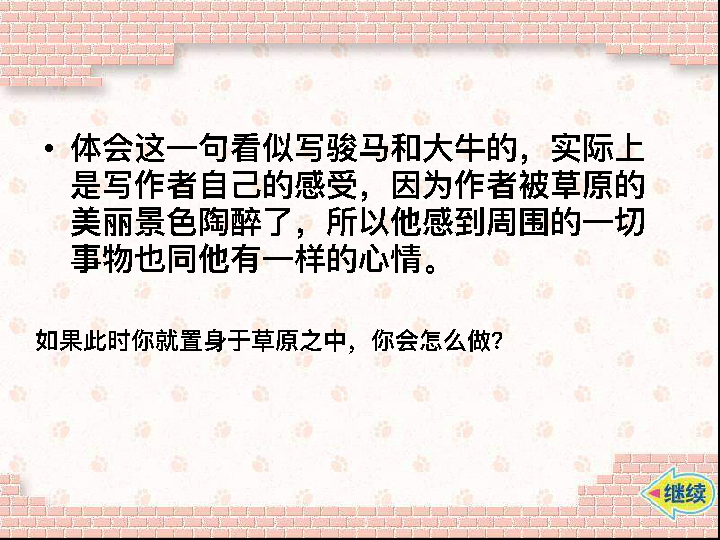 • 体会这一句看似写骏马和大牛的，实际上
是写作者自己的感受，因为作者被草原的
美丽景色陶醉了，所以他感到周围的一切
事物也同他有一样的心情。
如果此时你就置身于草原之中，你会怎么做？
继续